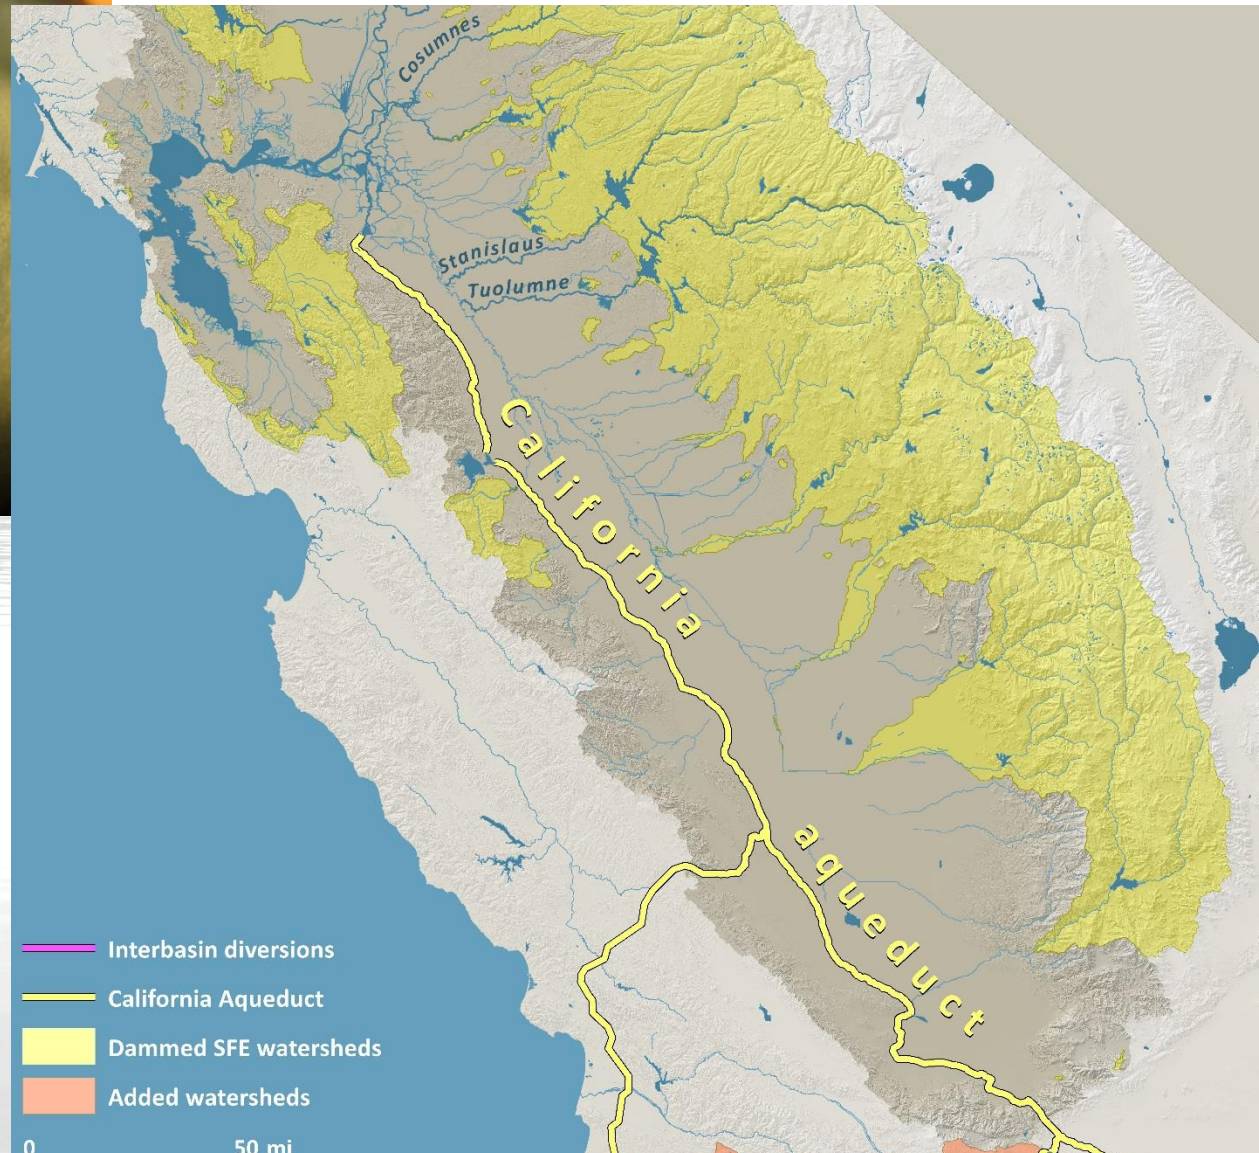 Cosumnes
Stanislaus
Tuolumne
California
aqueduct
Interbasin diversions
California Aqueduct
Dammed SFE watersheds
Added watersheds
0 50 mi